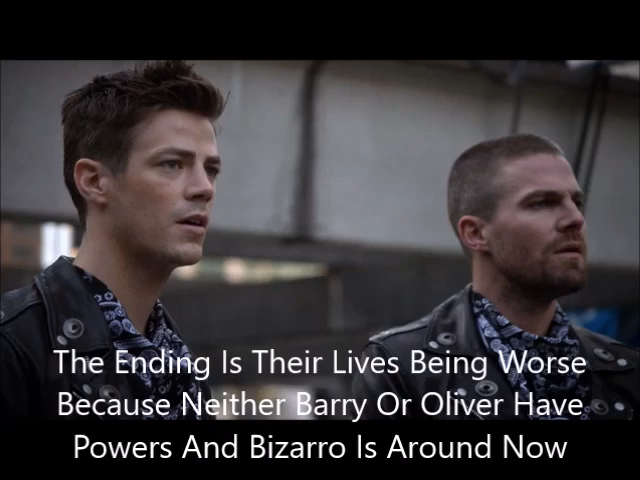 The Ending Is Their Lives Being Worse
Because Neither Barry Or Oliver Have
Powers And Bizarro Is Around Now